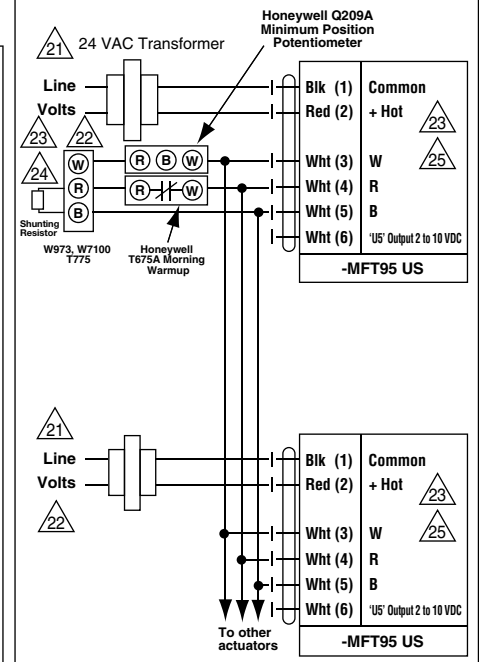 Honeywell Q209A
Minimum Position
Potentiometer
21 24 VAC Transformer
Line
Volts
Blk (1) Common
Red (2) + Hot
23
23 22
24
W
R
B
R B W
R W
Wht (3) W
25
Wht (4) R
Wht (5) B
Wht (6) 'U5' Output 2 to 10 VDC
Shunting
Resistor
W973, W7100
T775
Honeywell
T675A Morning
Warmup
-MFT95 US
21
Line
Volts
22
Blk (1) Common
Red (2) + Hot
23
Wht (3) W
25
Wht (4) R
Wht (5) B
Wht (6) 'U5' Output 2 to 10 VDC
To other
actuators
-MFT95 US